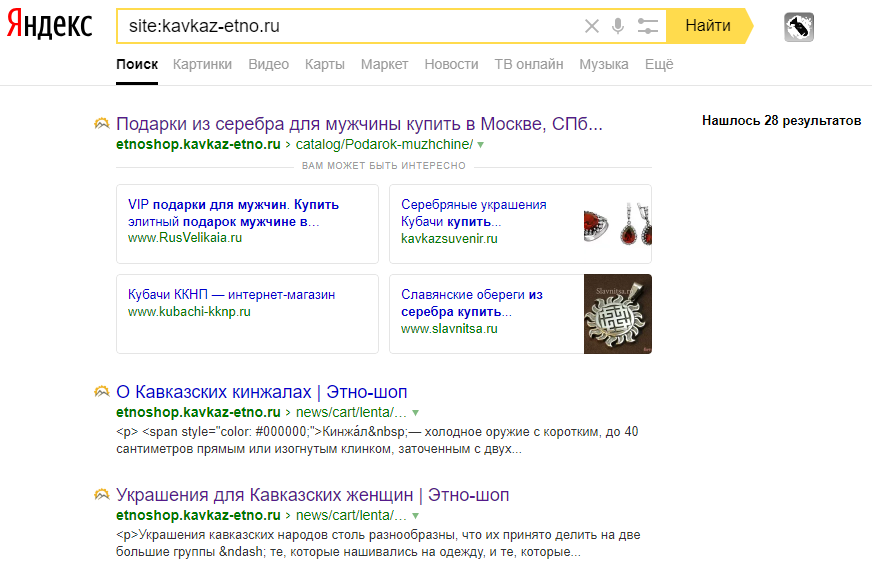 Яндекс
site:kavkaz-etno.ru
Найти
Поиск Картинки Видео Карты Маркет Новости ТВ онлайн Музыка Ещё
Подарки из серебра для мужчины купить в Москве, СПб...
etnoshop.kavkaz-etno.ru › catalog/Podarok-muzhchine/
Нашлось 28 результатов
ВАМ МОЖЕТ БЫТЬ ИНТЕРЕСНО
VIP подарки для мужчин. Купить
элитный подарок мужчине в...
www.RusVelikaia.ru
Серебряные украшения
Кубачи купить...
kavkazsuvenir.ru
Кубачи ККНП — интернет-магазин
www.kubachi-kknp.ru
Славянские обереги из
серебра купить...
www.slavnitsa.ru
Slavnitsa.ru
О Кавказских кинжалах | Этно-шоп
etnoshop.kavkaz-etno.ru › news/cart/lenta/...
<p> <span style="color: #000000;">Кинжа́л&nbsp;— холодное оружие с коротким, до 40
сантиметров прямым или изогнутым клинком, заточенным с двух...
Украшения для Кавказских женщин | Этно-шоп
etnoshop.kavkaz-etno.ru › news/cart/lenta/...
<p>Украшения кавказских народов столь разнообразны, что их принято делить на две
большие группы &ndash; те, которые нашивались на одежду, и те, которые...